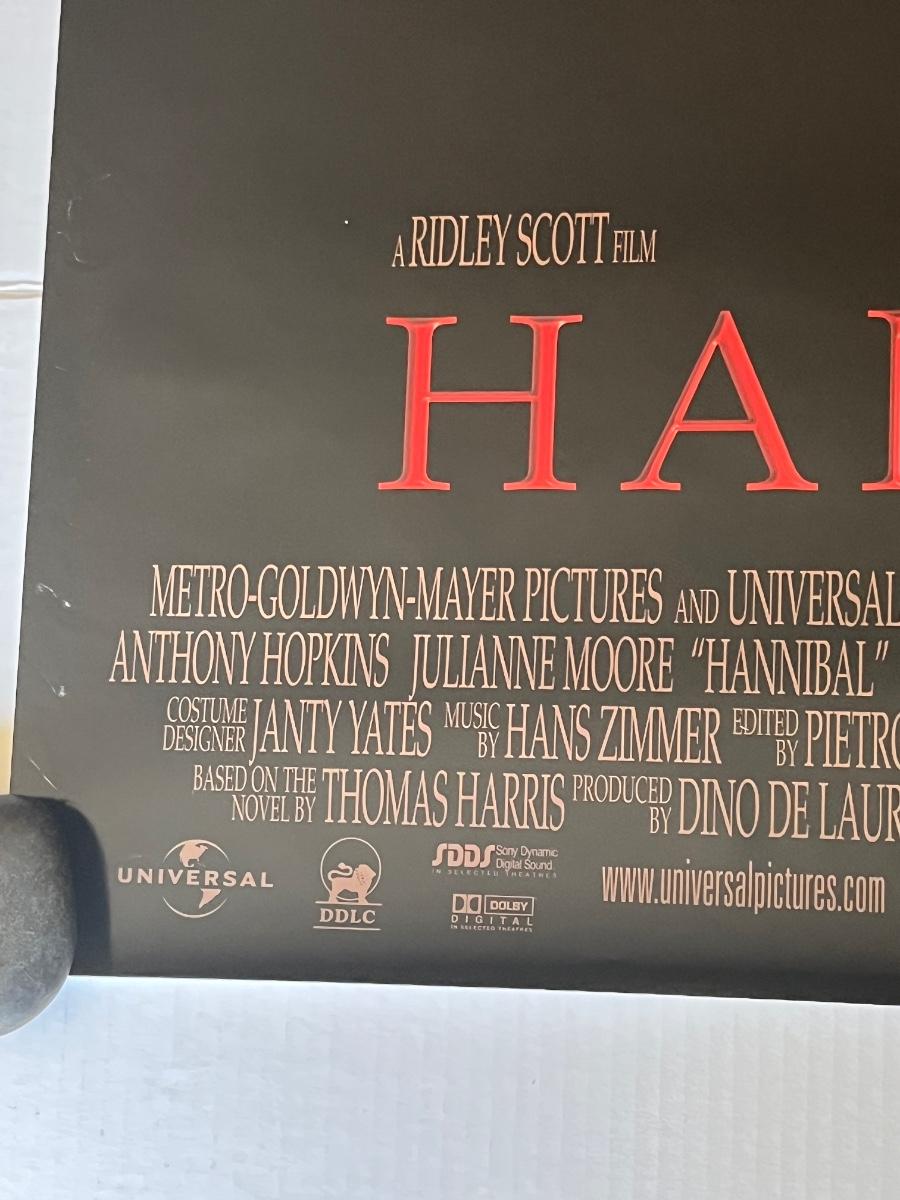 A RIDLEY SCOTT FILM
HA
METRO-GOLDWYN-MAYER PICTURES AND UNIVERSAL
ANTHONY HOPKINS JULIANNE MOORE "HANNIBAL"
COSTUME DESIGNER JANTY YATES MUSIC BY HANS ZIMMER EDITED BY PIETRO
BASED ON THE NOVEL BY THOMAS HARRIS PRODUCED BY DINO DE LAUR
UNIVERSAL
DDLC
SDDS Sony Dynamic Digital Sound
IN SELECTED THEATRES
DOLBY
DIGITAL
IN SELECTED THEATRES
www.universalpictures.com